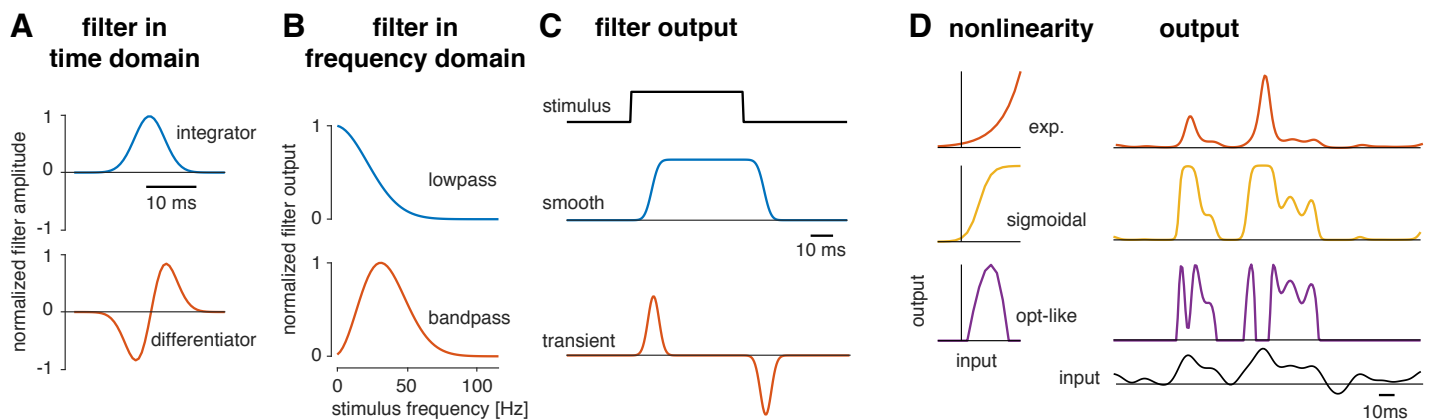 A filter in
time domain
normalized filter amplitude
1
0
-1
integrator
10 ms
1
0
-1
differentiator
B filter in
frequency domain
normalized filter output
1
0
lowpass
1
0
bandpass
0 50 100
stimulus frequency [Hz]
C filter output
stimulus
smooth
10 ms
transient
D nonlinearity output
exp.
sigmoidal
output
opt-like
input
input
10ms